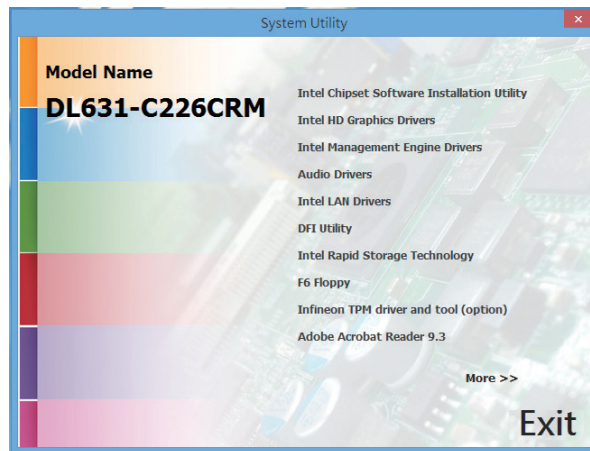 System Utility
Model Name
DL631-C226CRM
Intel Chipset Software Installation Utility
Intel HD Graphics Drivers
Intel Management Engine Drivers
Audio Drivers
Intel LAN Drivers
DFI Utility
Intel Rapid Storage Technology
F6 Floppy
Infineon TPM driver and tool (option)
Adobe Acrobat Reader 9.3
More >>
Exit